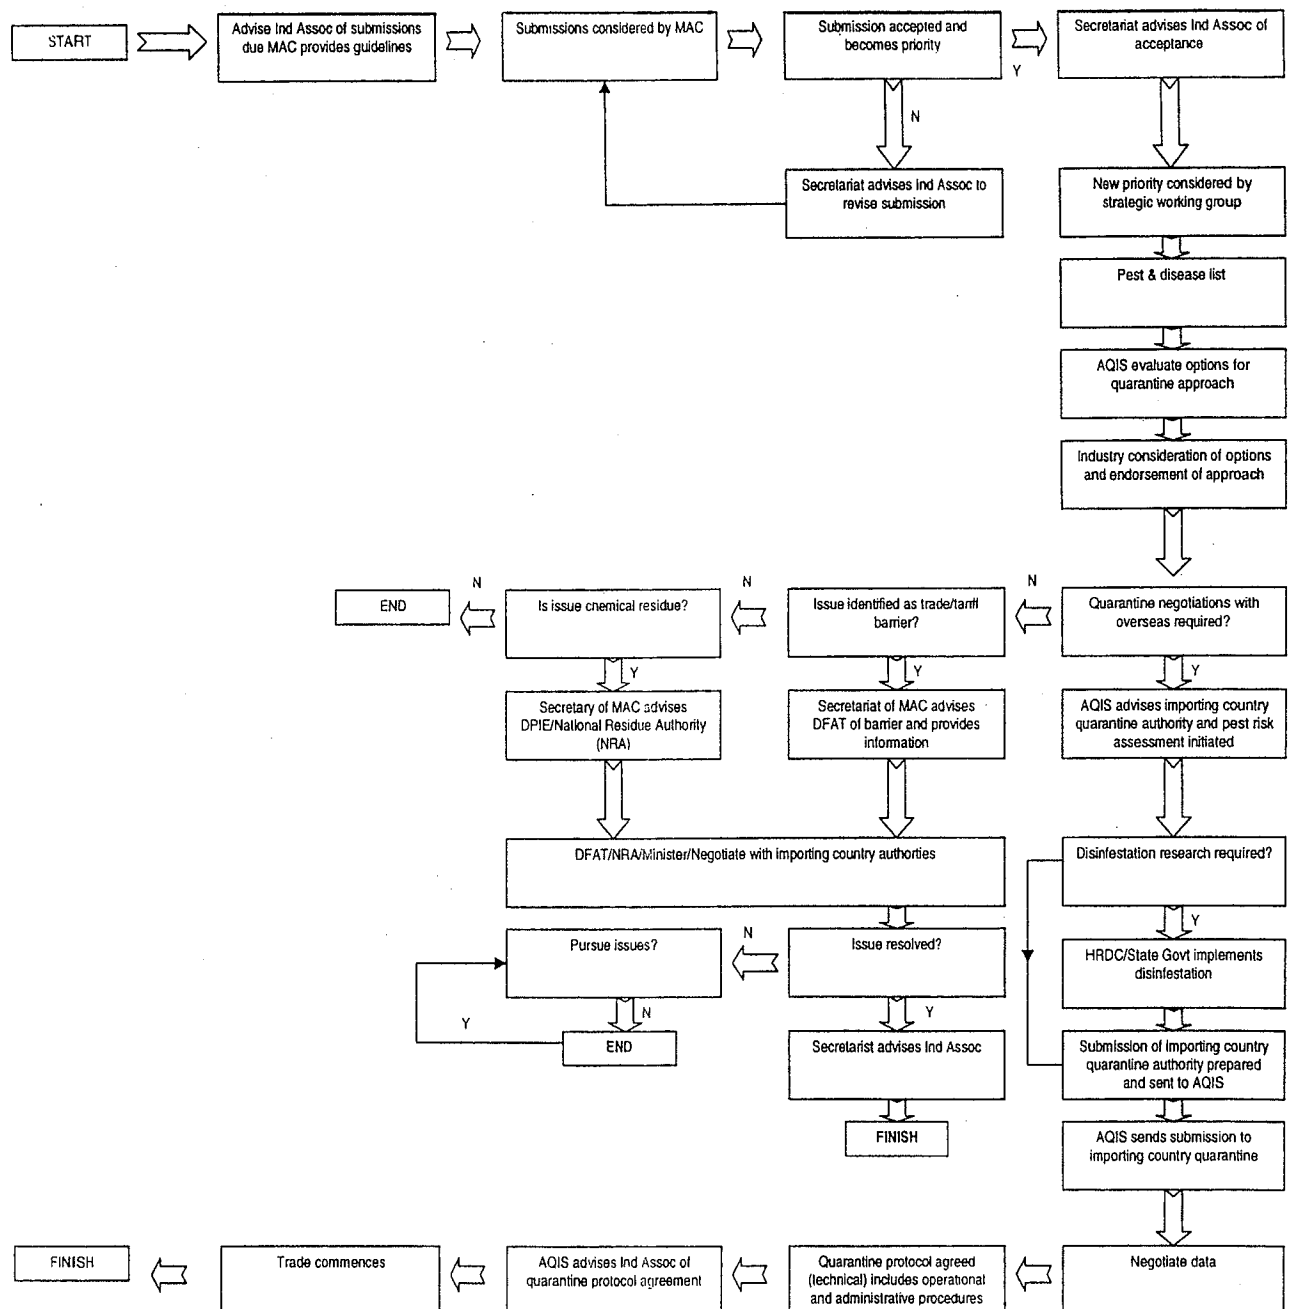 START
Advise Ind Assoc of submissions
due MAC provides guidelines
Submissions considered by MAC
Submission accepted and
becomes priority
Y
Secretariat advises Ind Assoc of
acceptance
N
Secretariat advises Ind Assoc to
revise submission
New priority considered by
strategic working group
Pest & disease list
AQIS evaluate options for
quarantine approach
Industry consideration of options
and endorsement of approach
END
N
Is issue chemical residue?
N
Issue identified as trade/tariff
barrier?
N
Quarantine negotiations with
overseas required?
Y
Y
Y
Secretary of MAC advises
DPIE/National Residue Authority
(NRA)
Secretariat of MAC advises
DFAT of barrier and provides
information
AQIS advises importing country
quarantine authority and pest risk
assessment initiated
DFAT/NRA/Minister/Negotiate with importing country authorties
Disinfestation research required?
Y
Pursue issues?
N
Issue resolved?
HRDC/State Govt implements
disinfestation
N
Y
Y
END
Secretarist advises Ind Assoc
Submission of importing country
quarantine authority prepared
and sent to AQIS
FINISH
AQIS sends submission to
importing country quarantine
FINISH
Trade commences
AQIS advises Ind Assoc of
quarantine protocol agreement
Quarantine protocol agreed
(technical) includes operational
and administrative procedures
Negotiate data